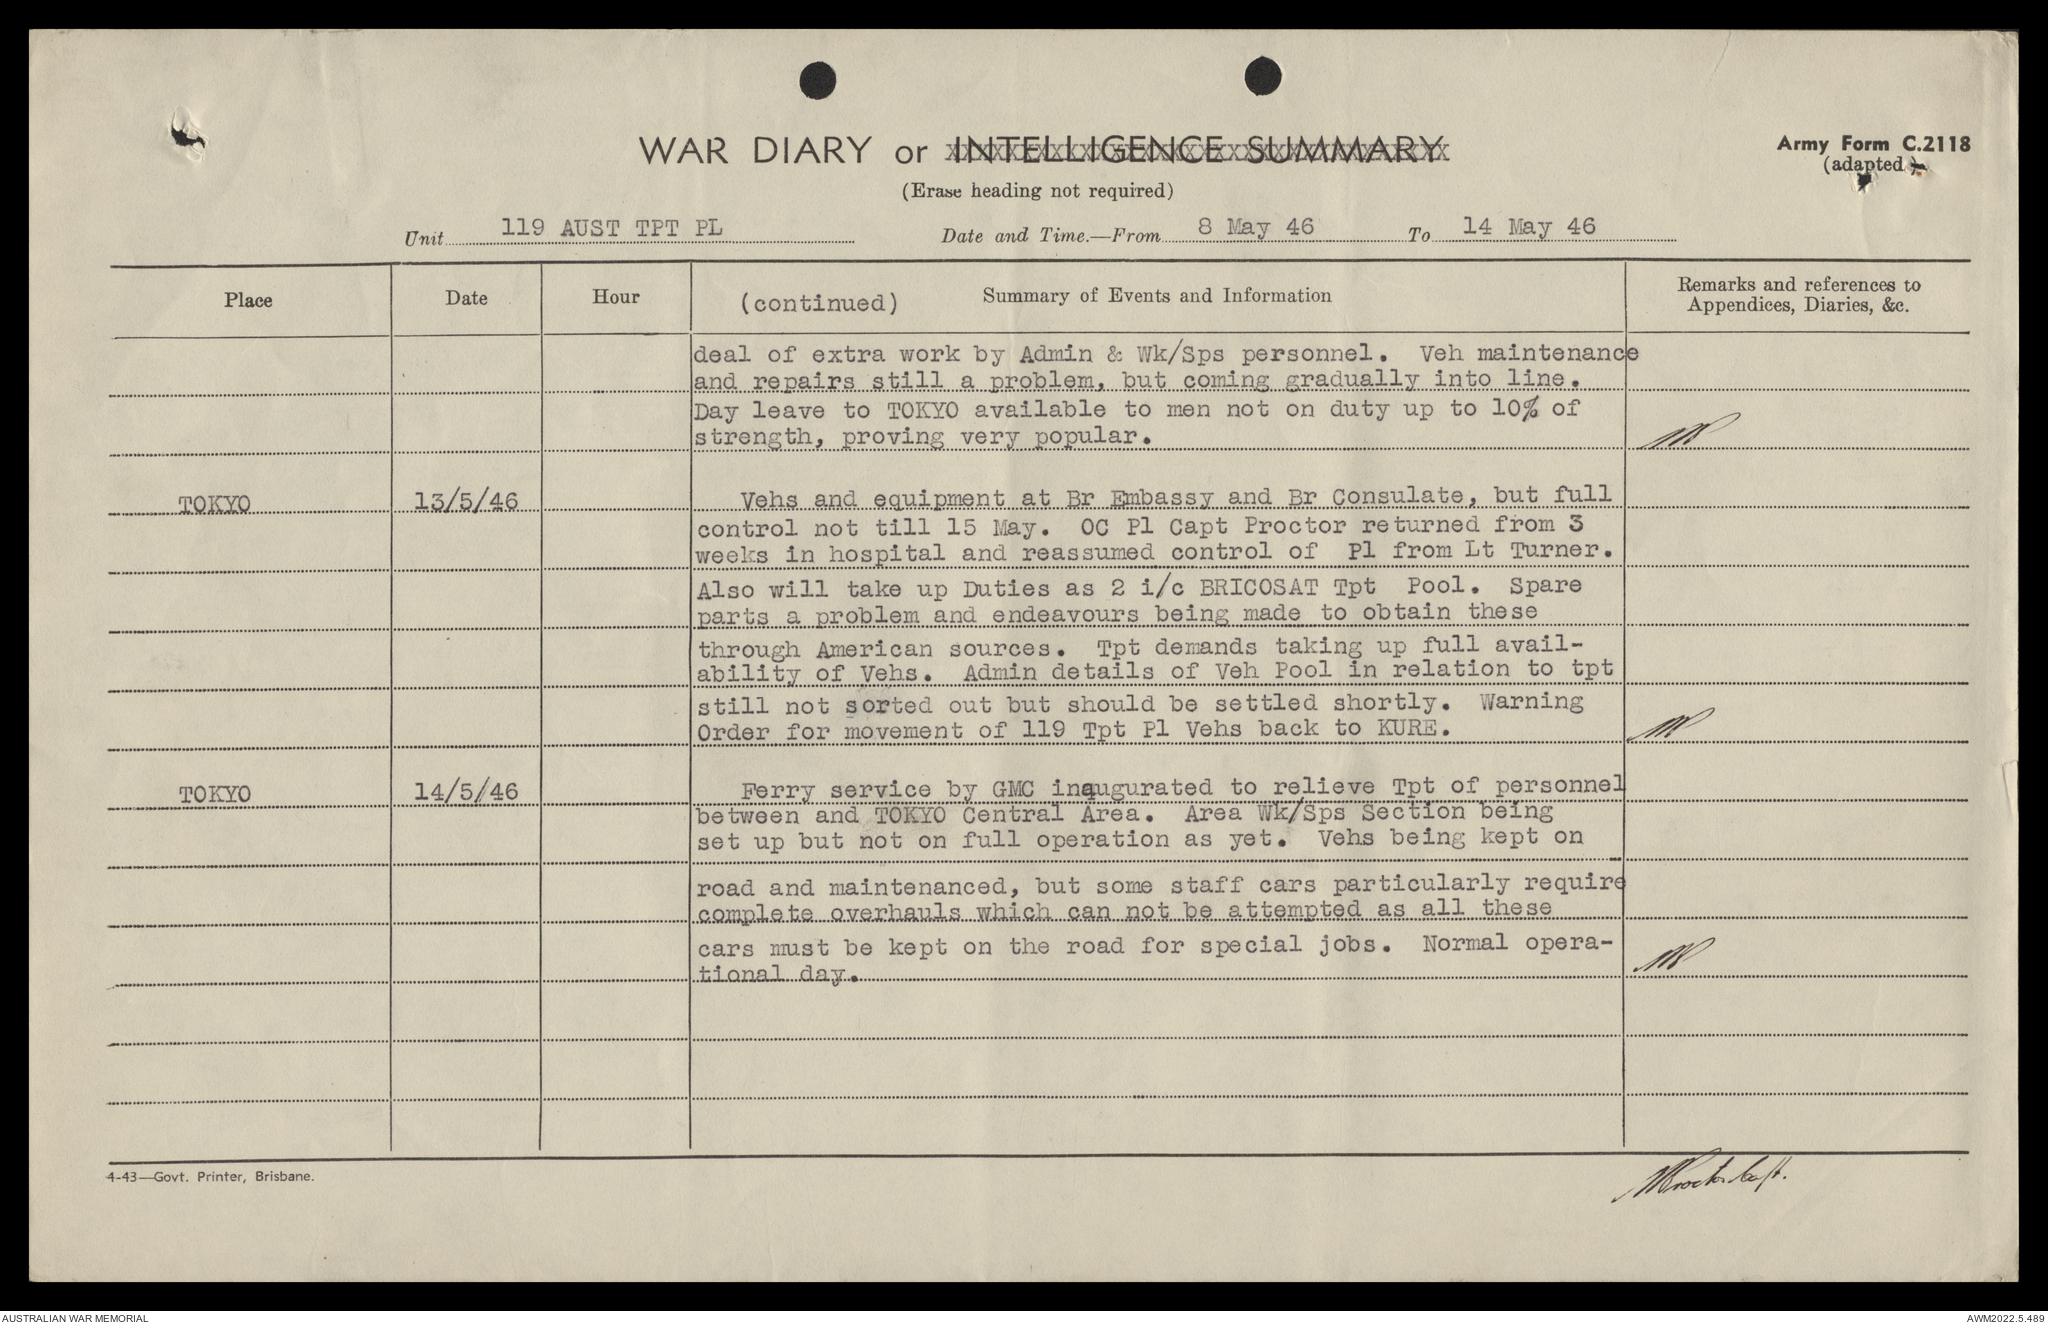 WAR DIARY or INTELLIGENCE SUMMARY
Army Form C.2118
(adapted)
(Erase heading not required)
Unit 119 AUST TPT PL Date and Time.—From 8 May 46 To 14 May 46
Place Date Hour (continued) Summary of Events and Information Remarks and references to
Appendices, Diaries, &c.
deal of extra work by Admin & Wk/Sps personnel. Veh maintenance
and repairs still a problem, but coming gradually into line.
Day leave to TOKYO available to men not on duty up to 10% of
strength, proving very popular.
TOKYO 13/5/46 Vehs and equipment at Br Embassy and Br Consulate, but full
control not till 15 May. OC Pl Capt Proctor returned from 3
weeks in hospital and reassumed control of Pl from Lt Turner.
Also will take up Duties as 2 i/c BRICOSAT Tpt Pool. Spare
parts a problem and endeavours being made to obtain these
through American sources. Tpt demands taking up full avail-
ability of Vehs. Admin details of Veh Pool in relation to tpt
still not sorted out but should be settled shortly. Warning
Order for movement of 119 Tpt Pl Vehs back to KURE.
TOKYO 14/5/46 Ferry service by GMC inaugurated to relieve Tpt of personnel
between and TOKYO Central Area. Area Wk/Sps Section being
set up but not on full operation as yet. Vehs being kept on
road and maintenanced, but some staff cars particularly require
complete overhauls which can not be attempted as all these
cars must be kept on the road for special jobs. Normal opera-
tional day.
4-43—Govt. Printer, Brisbane.
Proctor Capt.
AUSTRALIAN WAR MEMORIAL
AWM2022.5.489